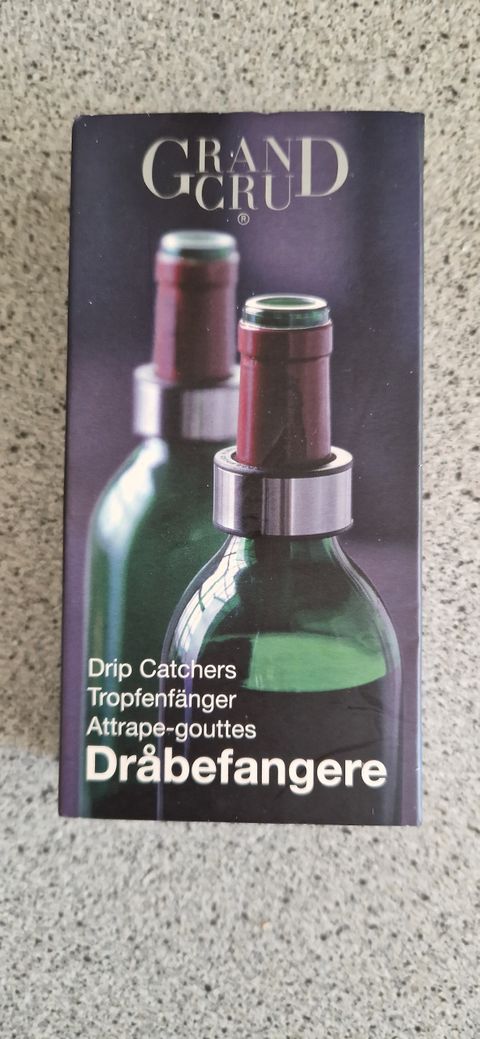 GRAND
CRU
®
Drip Catchers
Tropfenfänger
Attrape-gouttes
Dråbefangere